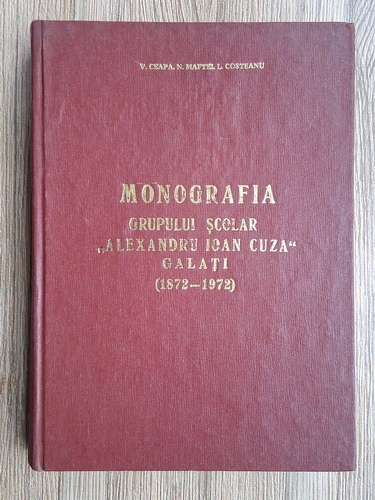 V. CEAPA, N. MAFTEI, I. COSTEANU
MONOGRAFIA
GRUPULUI ȘCOLAR
„ALEXANDRU IOAN CUZA“
GALAȚI
(1872—1972)